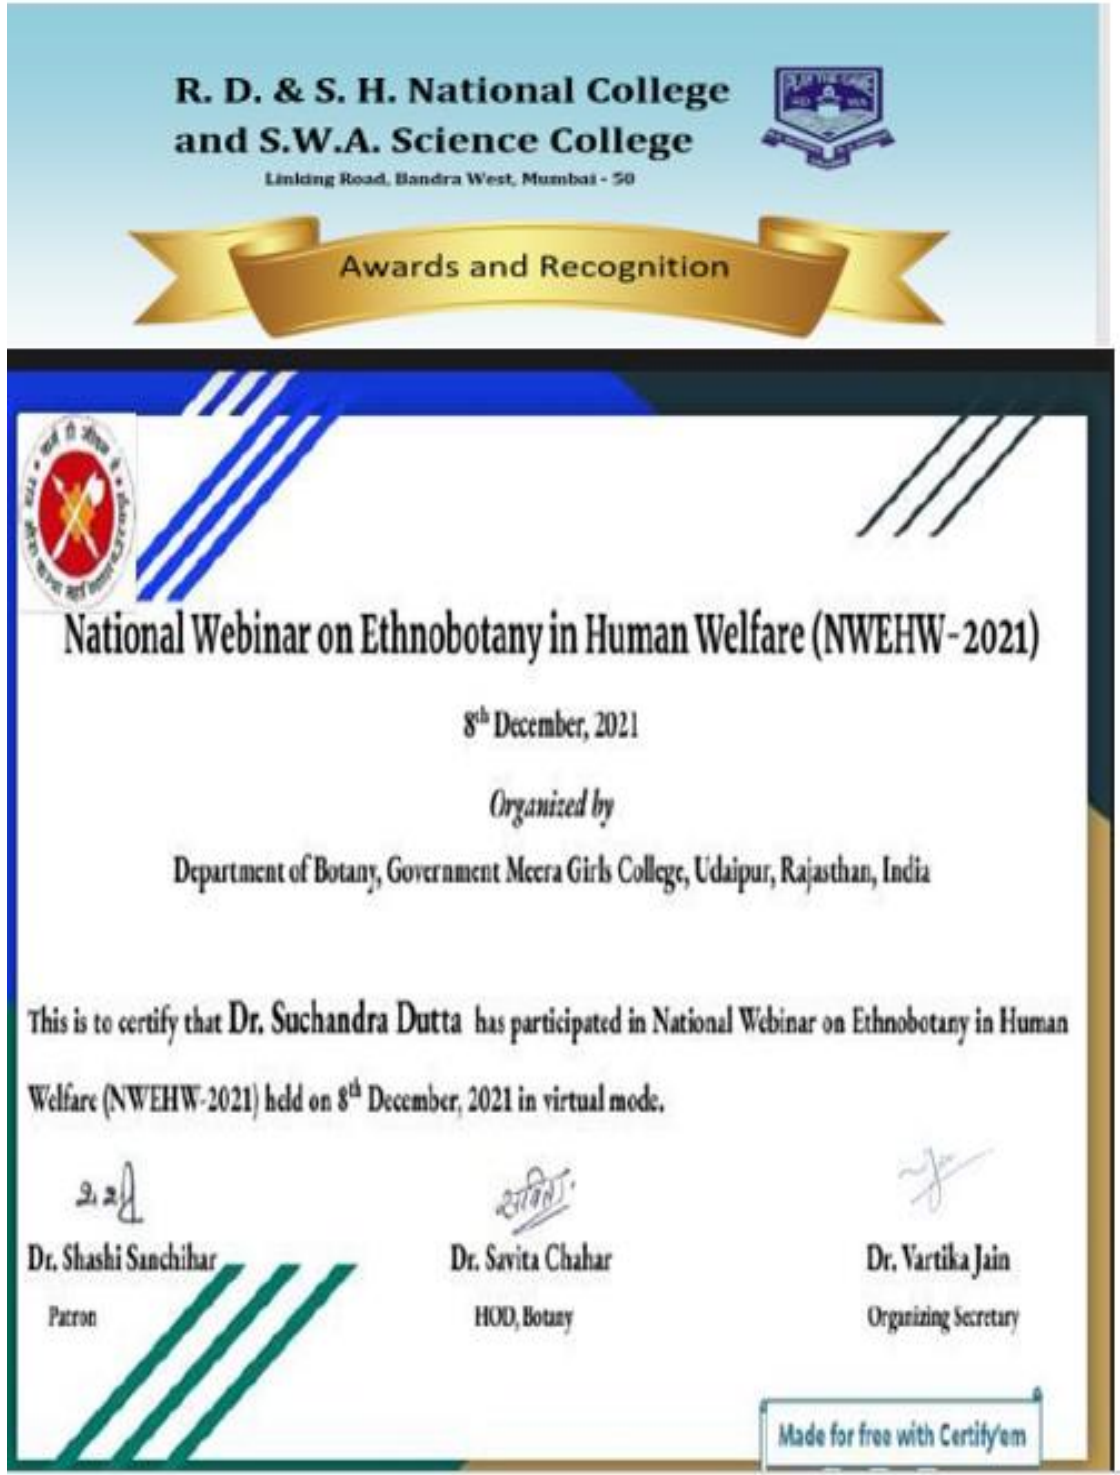 R. D. & S. H. National College
and S.W.A. Science College
Linking Road, Bandra West, Mumbai - 50
PLAY THE GAME
Awards and Recognition
National Webinar on Ethnobotany in Human Welfare (NWEHW-2021)
8th December, 2021
Organized by
Department of Botany, Government Meera Girls College, Udaipur, Rajasthan, India
This is to certify that Dr. Suchandra Dutta has participated in National Webinar on Ethnobotany in Human
Welfare (NWEHW-2021) held on 8th December, 2021 in virtual mode.
सविता
Dr. Shashi Sanchihar
Dr. Savita Chahar
Dr. Vartika Jain
Patron
HOD, Botany
Organizing Secretary
Made for free with Certify'em